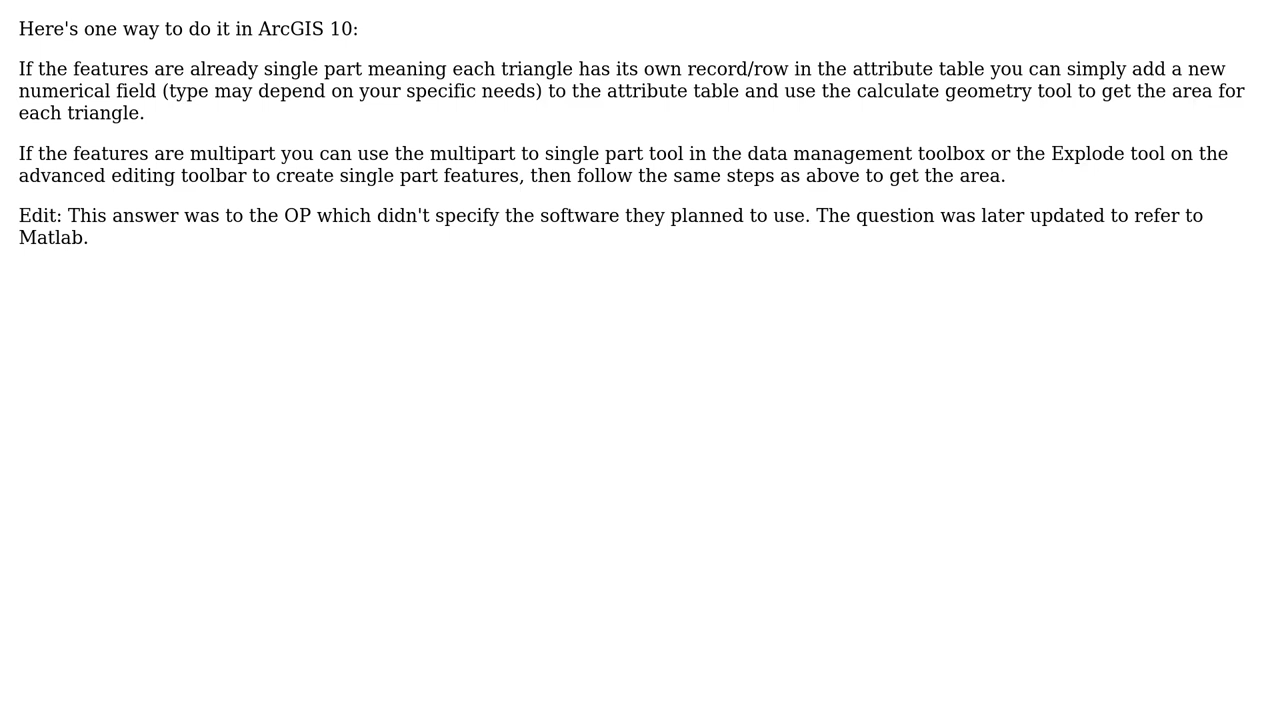 Here's one way to do it in ArcGIS 10:
If the features are already single part meaning each triangle has its own record/row in the attribute table you can simply add a new
numerical field (type may depend on your specific needs) to the attribute table and use the calculate geometry tool to get the area for
each triangle.
If the features are multipart you can use the multipart to single part tool in the data management toolbox or the Explode tool on the
advanced editing toolbar to create single part features, then follow the same steps as above to get the area.
Edit: This answer was to the OP which didn't specify the software they planned to use. The question was later updated to refer to
Matlab.